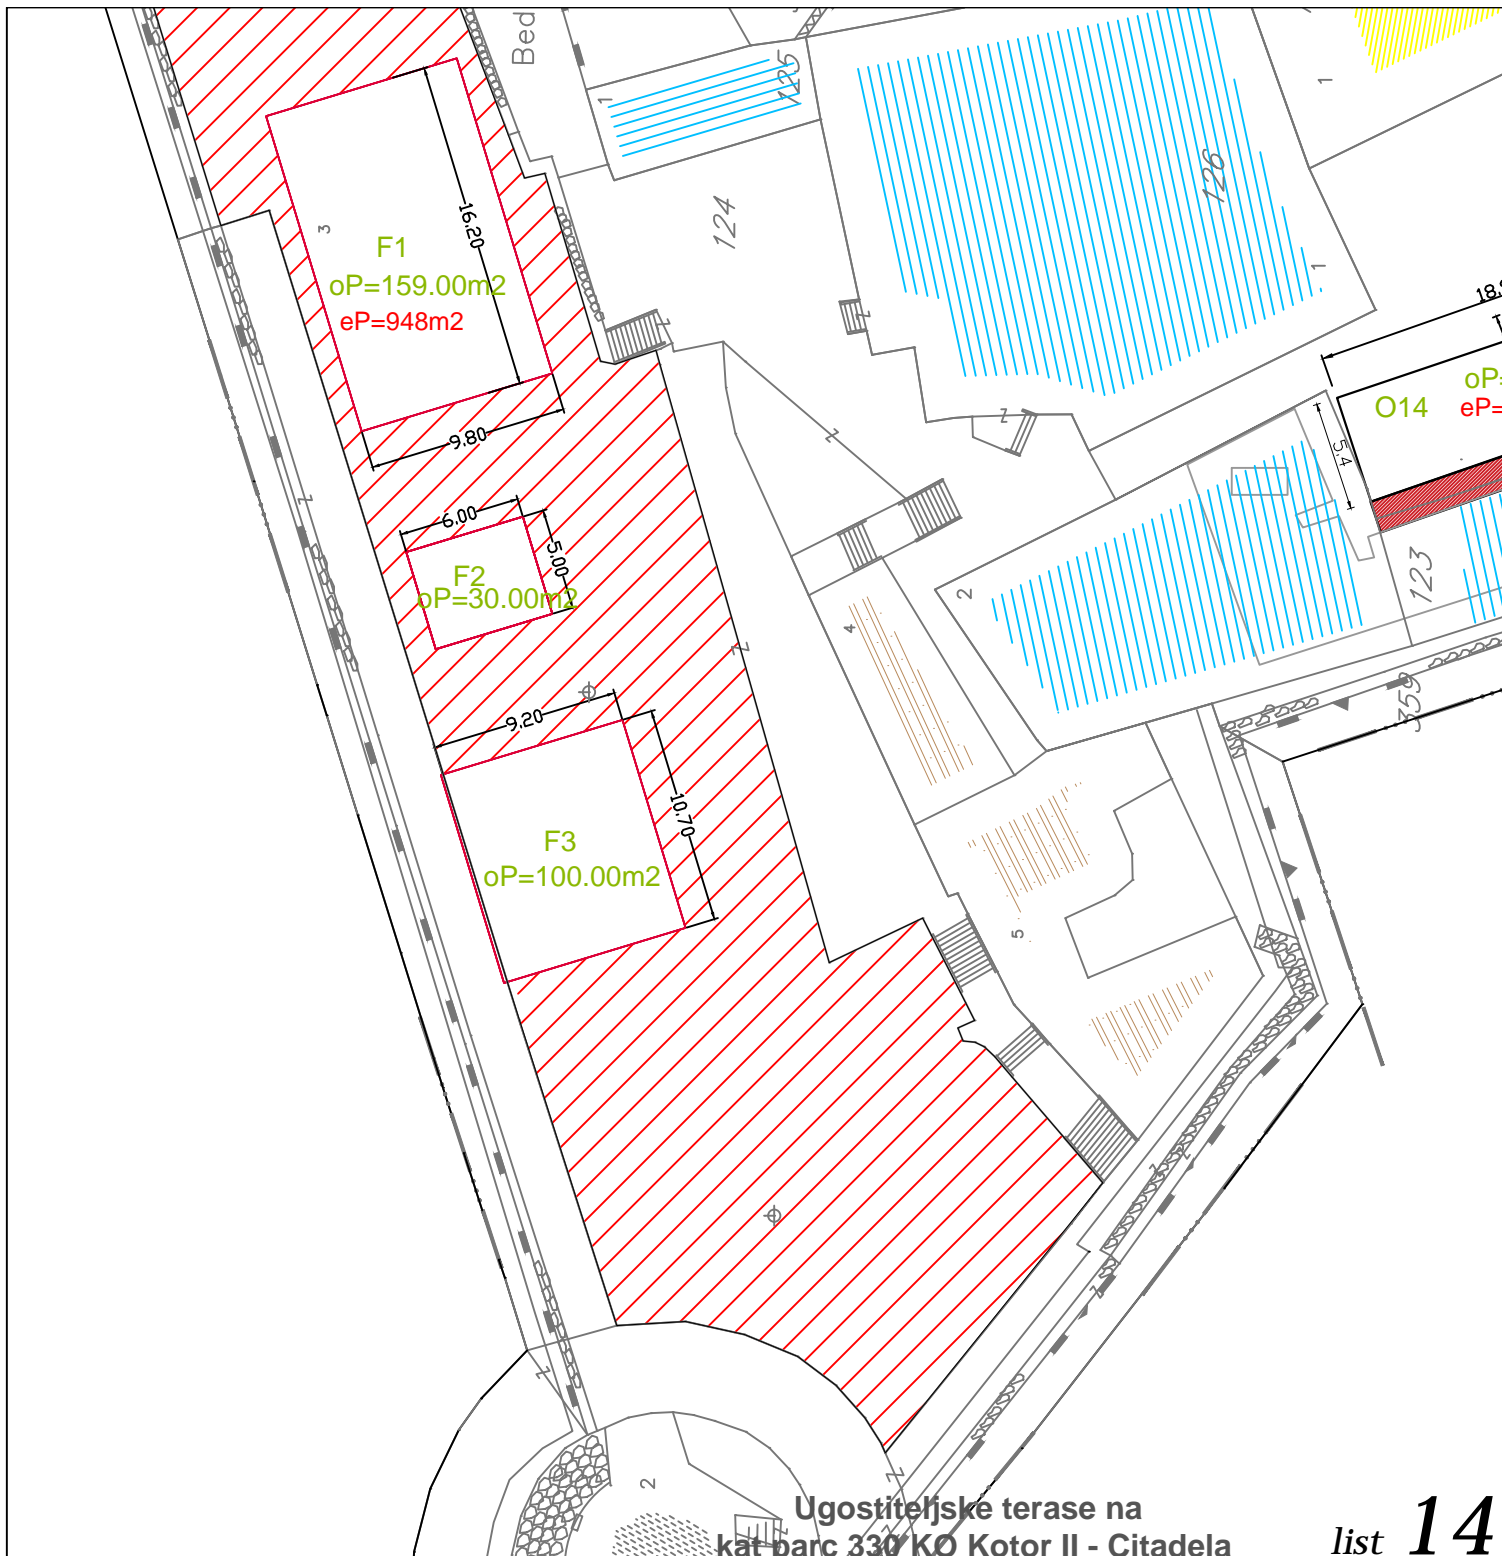 Bed
125
1
1
124
126
1
3
F1
oP=159.00m2
eP=948m2
16.20
9.80
6.00
5.00
F2
oP=30.00m2
9.20
10.70
F3
oP=100.00m2
oP=
O14
eP=
5.4
123
2
359
4
5
2
Ugostiteljske terase na
kat parc 330 KO Kotor II - Citadela
list 14